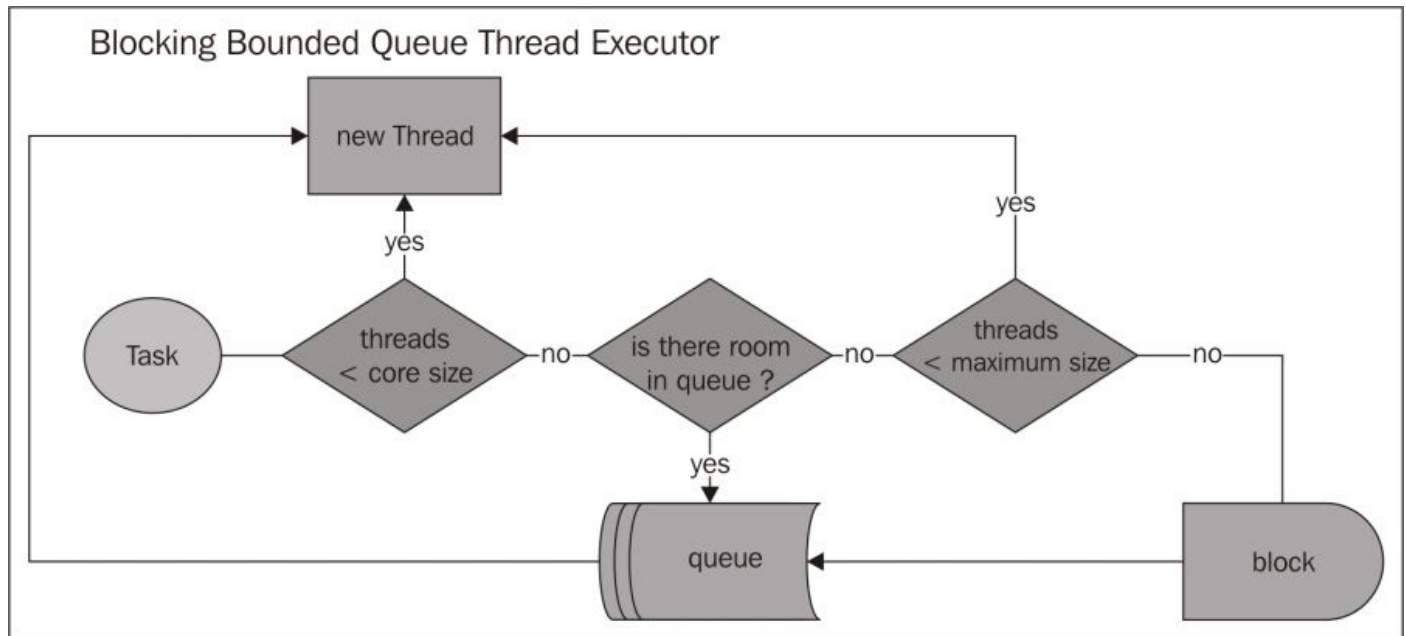 Blocking Bounded Queue Thread Executor
new Thread
yes
yes
Task
threads
< core size
no
is there room
in queue ?
no
threads
< maximum size
no
yes
queue
block